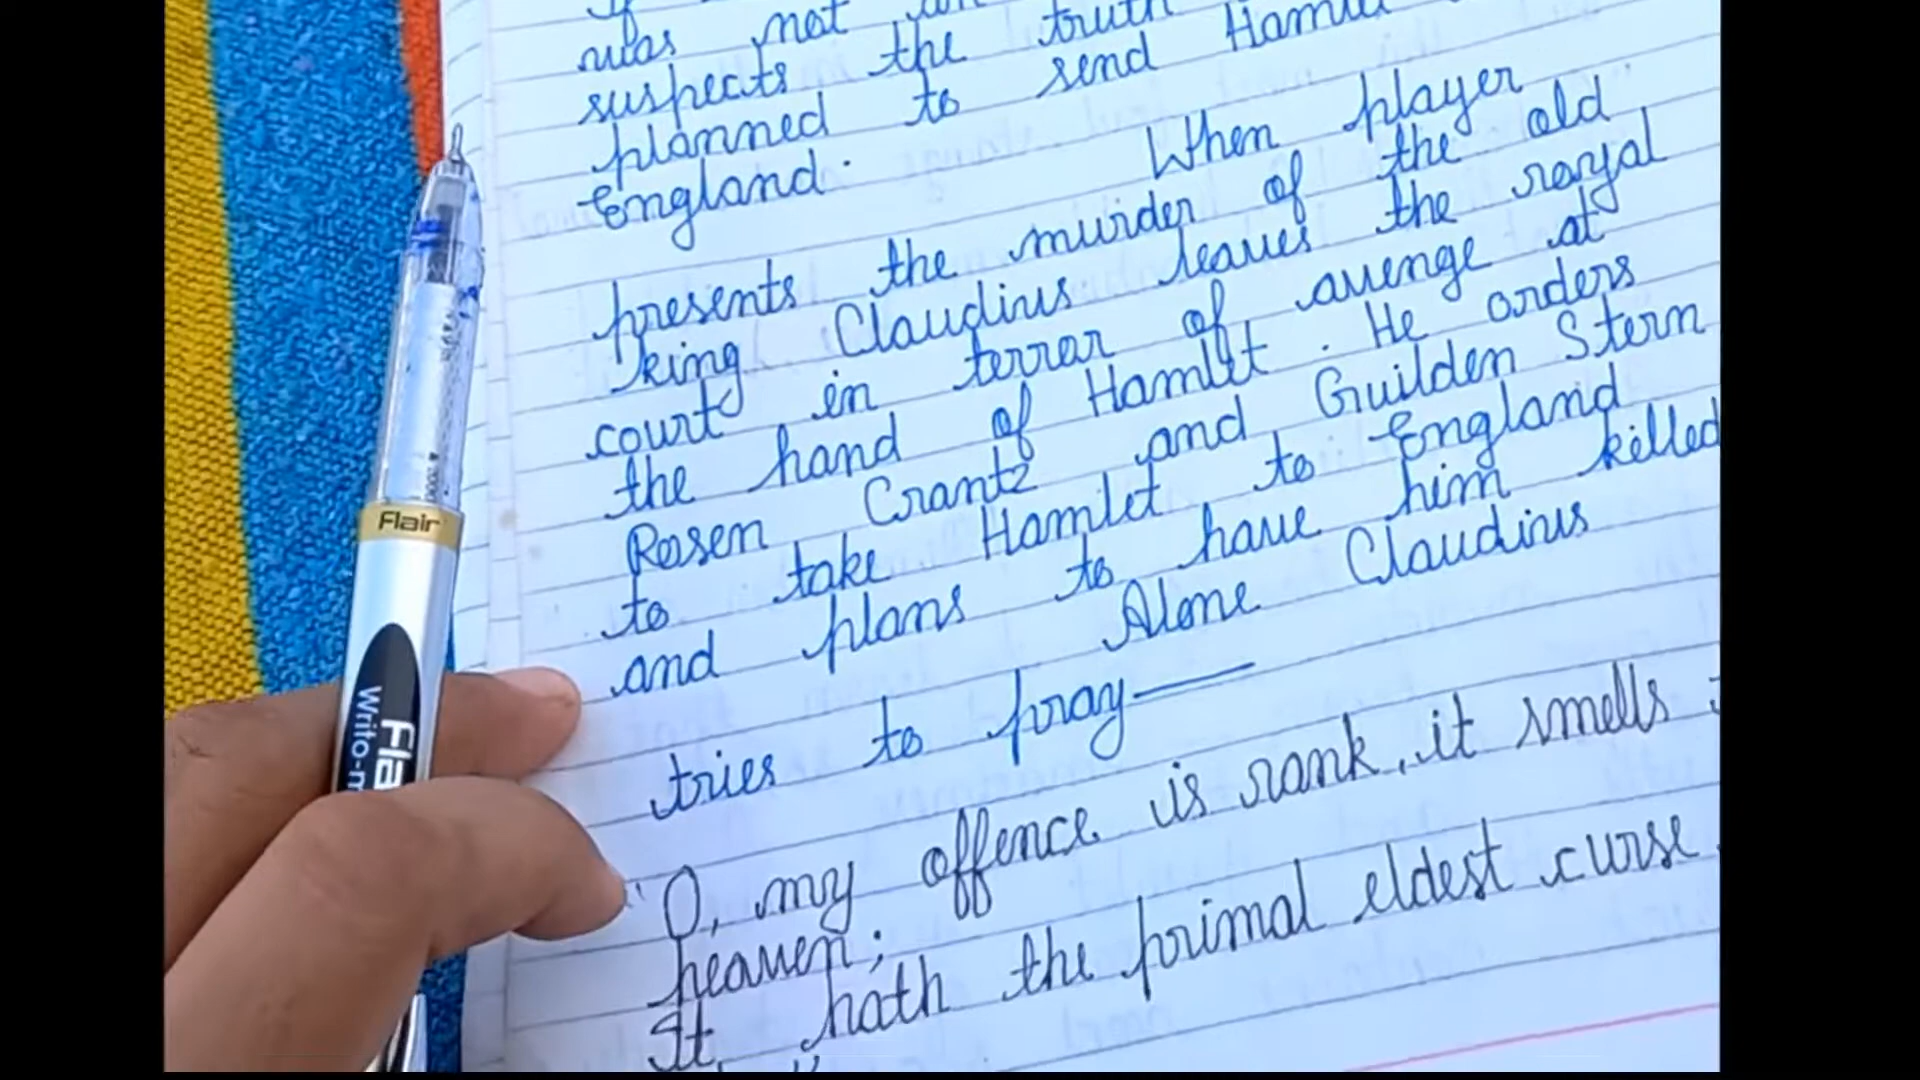 was not an
suspects the truth
planned to send Hamlet
England.
When player
presents the murder of the old
king Claudius leaves the royal
court in terror of avenge at
the hand of Hamlet. He orders
Rosen Crantz and Guilden Stern
to take Hamlet to England
and plans to have him killed
Alone Claudius
tries to pray—
"O, my offence is rank, it smells
heaven;
It hath the primal eldest curse
Flair
Writo-m